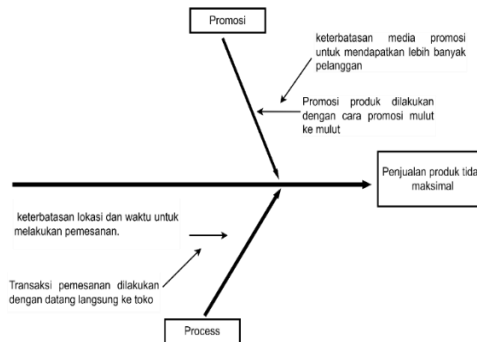 Promosi
keterbatasan media promosi
untuk mendapatkan lebih banyak
pelanggan
Promosi produk dilakukan
dengan cara promosi mulut
ke mulut
Penjualan produk tida
maksimal
keterbatasan lokasi dan waktu untuk
melakukan pemesanan.
Transaksi pemesanan dilakukan
dengan datang langsung ke toko
Process